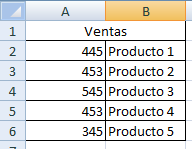 A B
1 Ventas
2 445 Producto 1
3 453 Producto 2
4 545 Producto 3
5 453 Producto 4
6 345 Producto 5